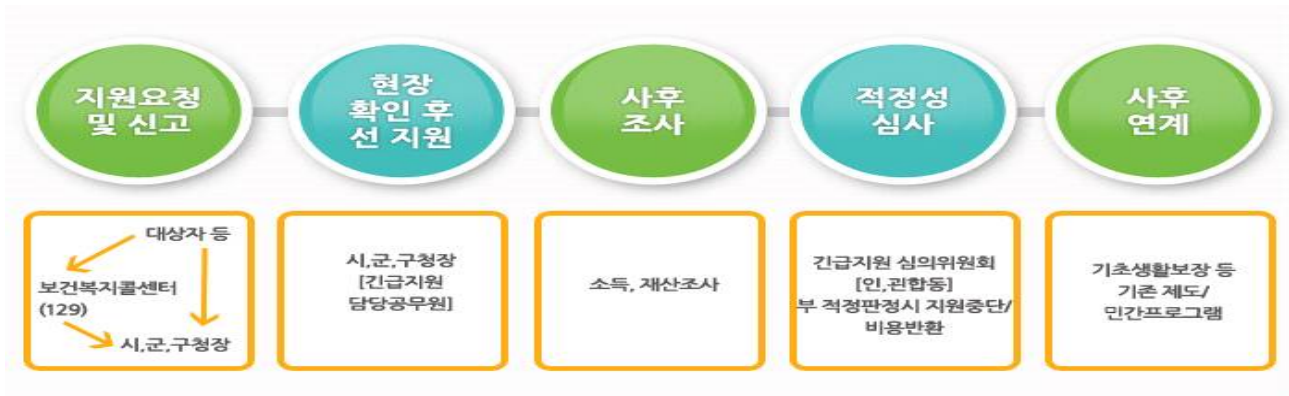 지원요청
및 신고
현장
확인 후
선 지원
사후
조사
적정성
심사
사후
연계
대상자 등
보건복지콜센터
(129)
시,군,구청장
시,군,구청장
[긴급지원
담당공무원]
소득, 재산조사
긴급지원 심의위원회
[인,관합동]
부 적정판정시 지원중단/
비용반환
기초생활보장 등
기존 제도/
민간프로그램